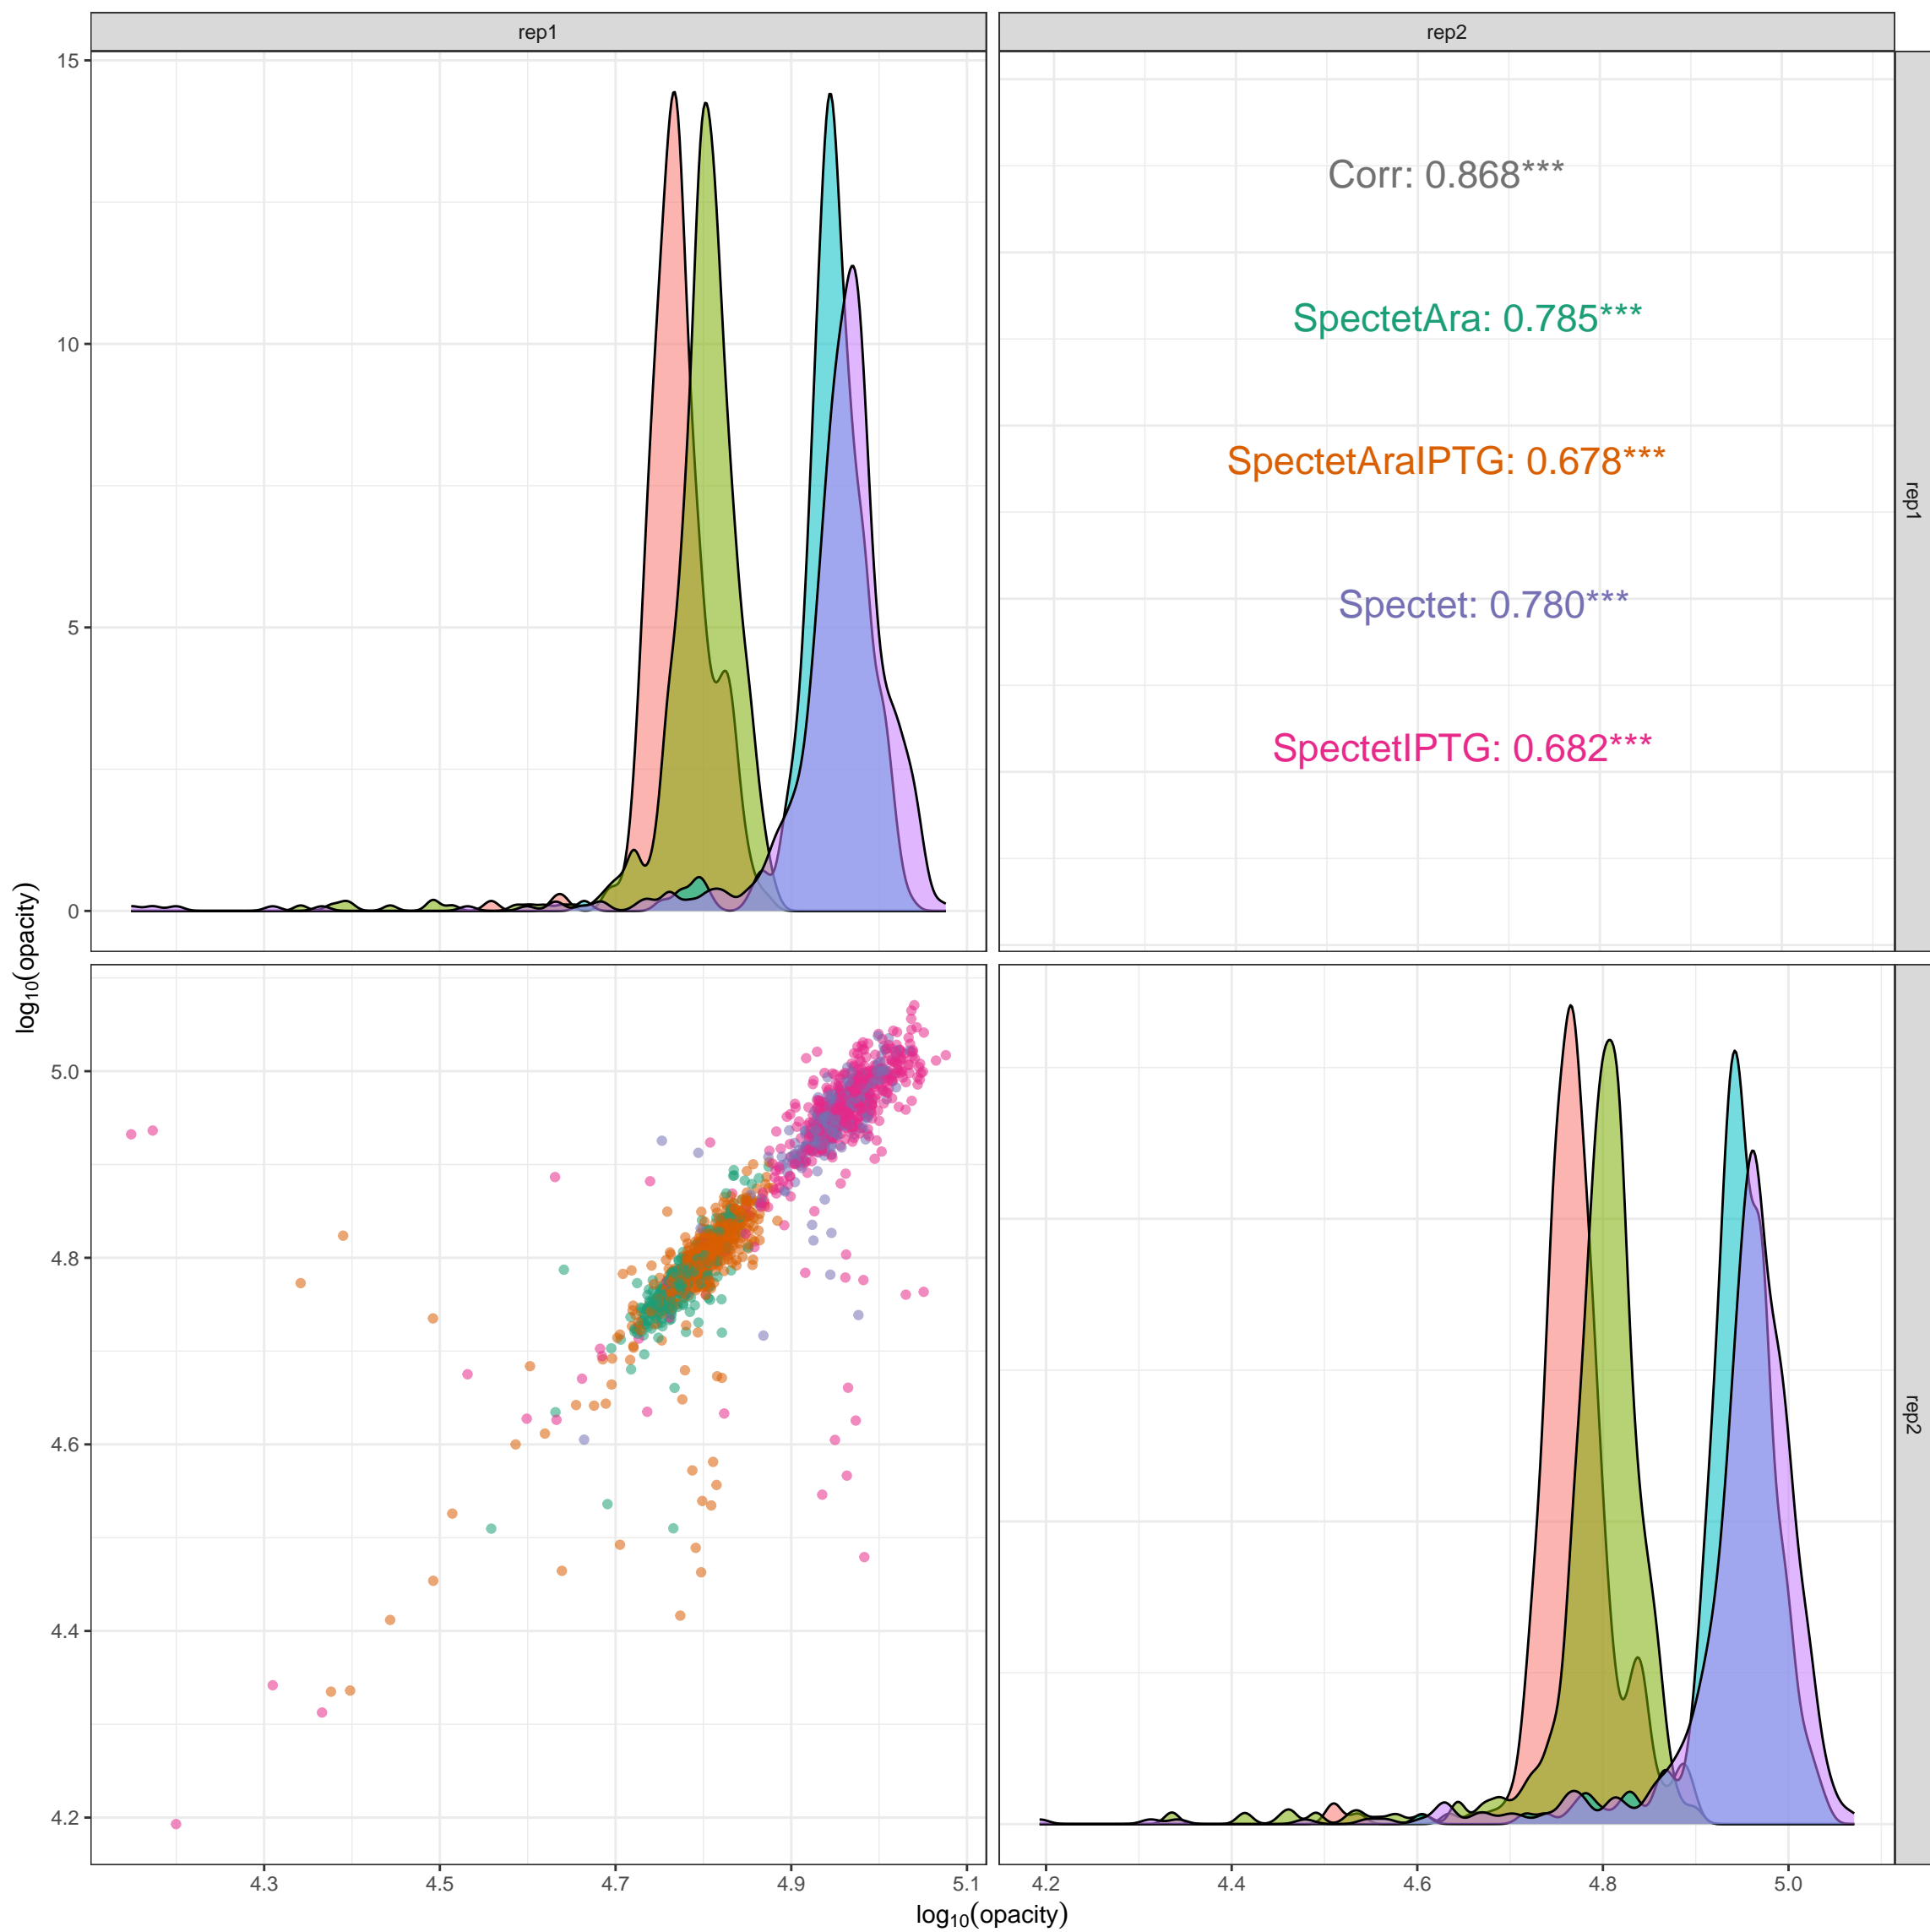 rep1
rep2
15
10
5
0
Corr: 0.868***
SpectetAra: 0.785***
SpectetAraIPTG: 0.678***
Spectet: 0.780***
SpectetIPTG: 0.682***
rep1
log10(opacity)
5.0
4.8
4.6
4.4
4.2
rep2
4.3
4.5
4.7
4.9
5.1
4.2
4.4
4.6
4.8
5.0
log10(opacity)